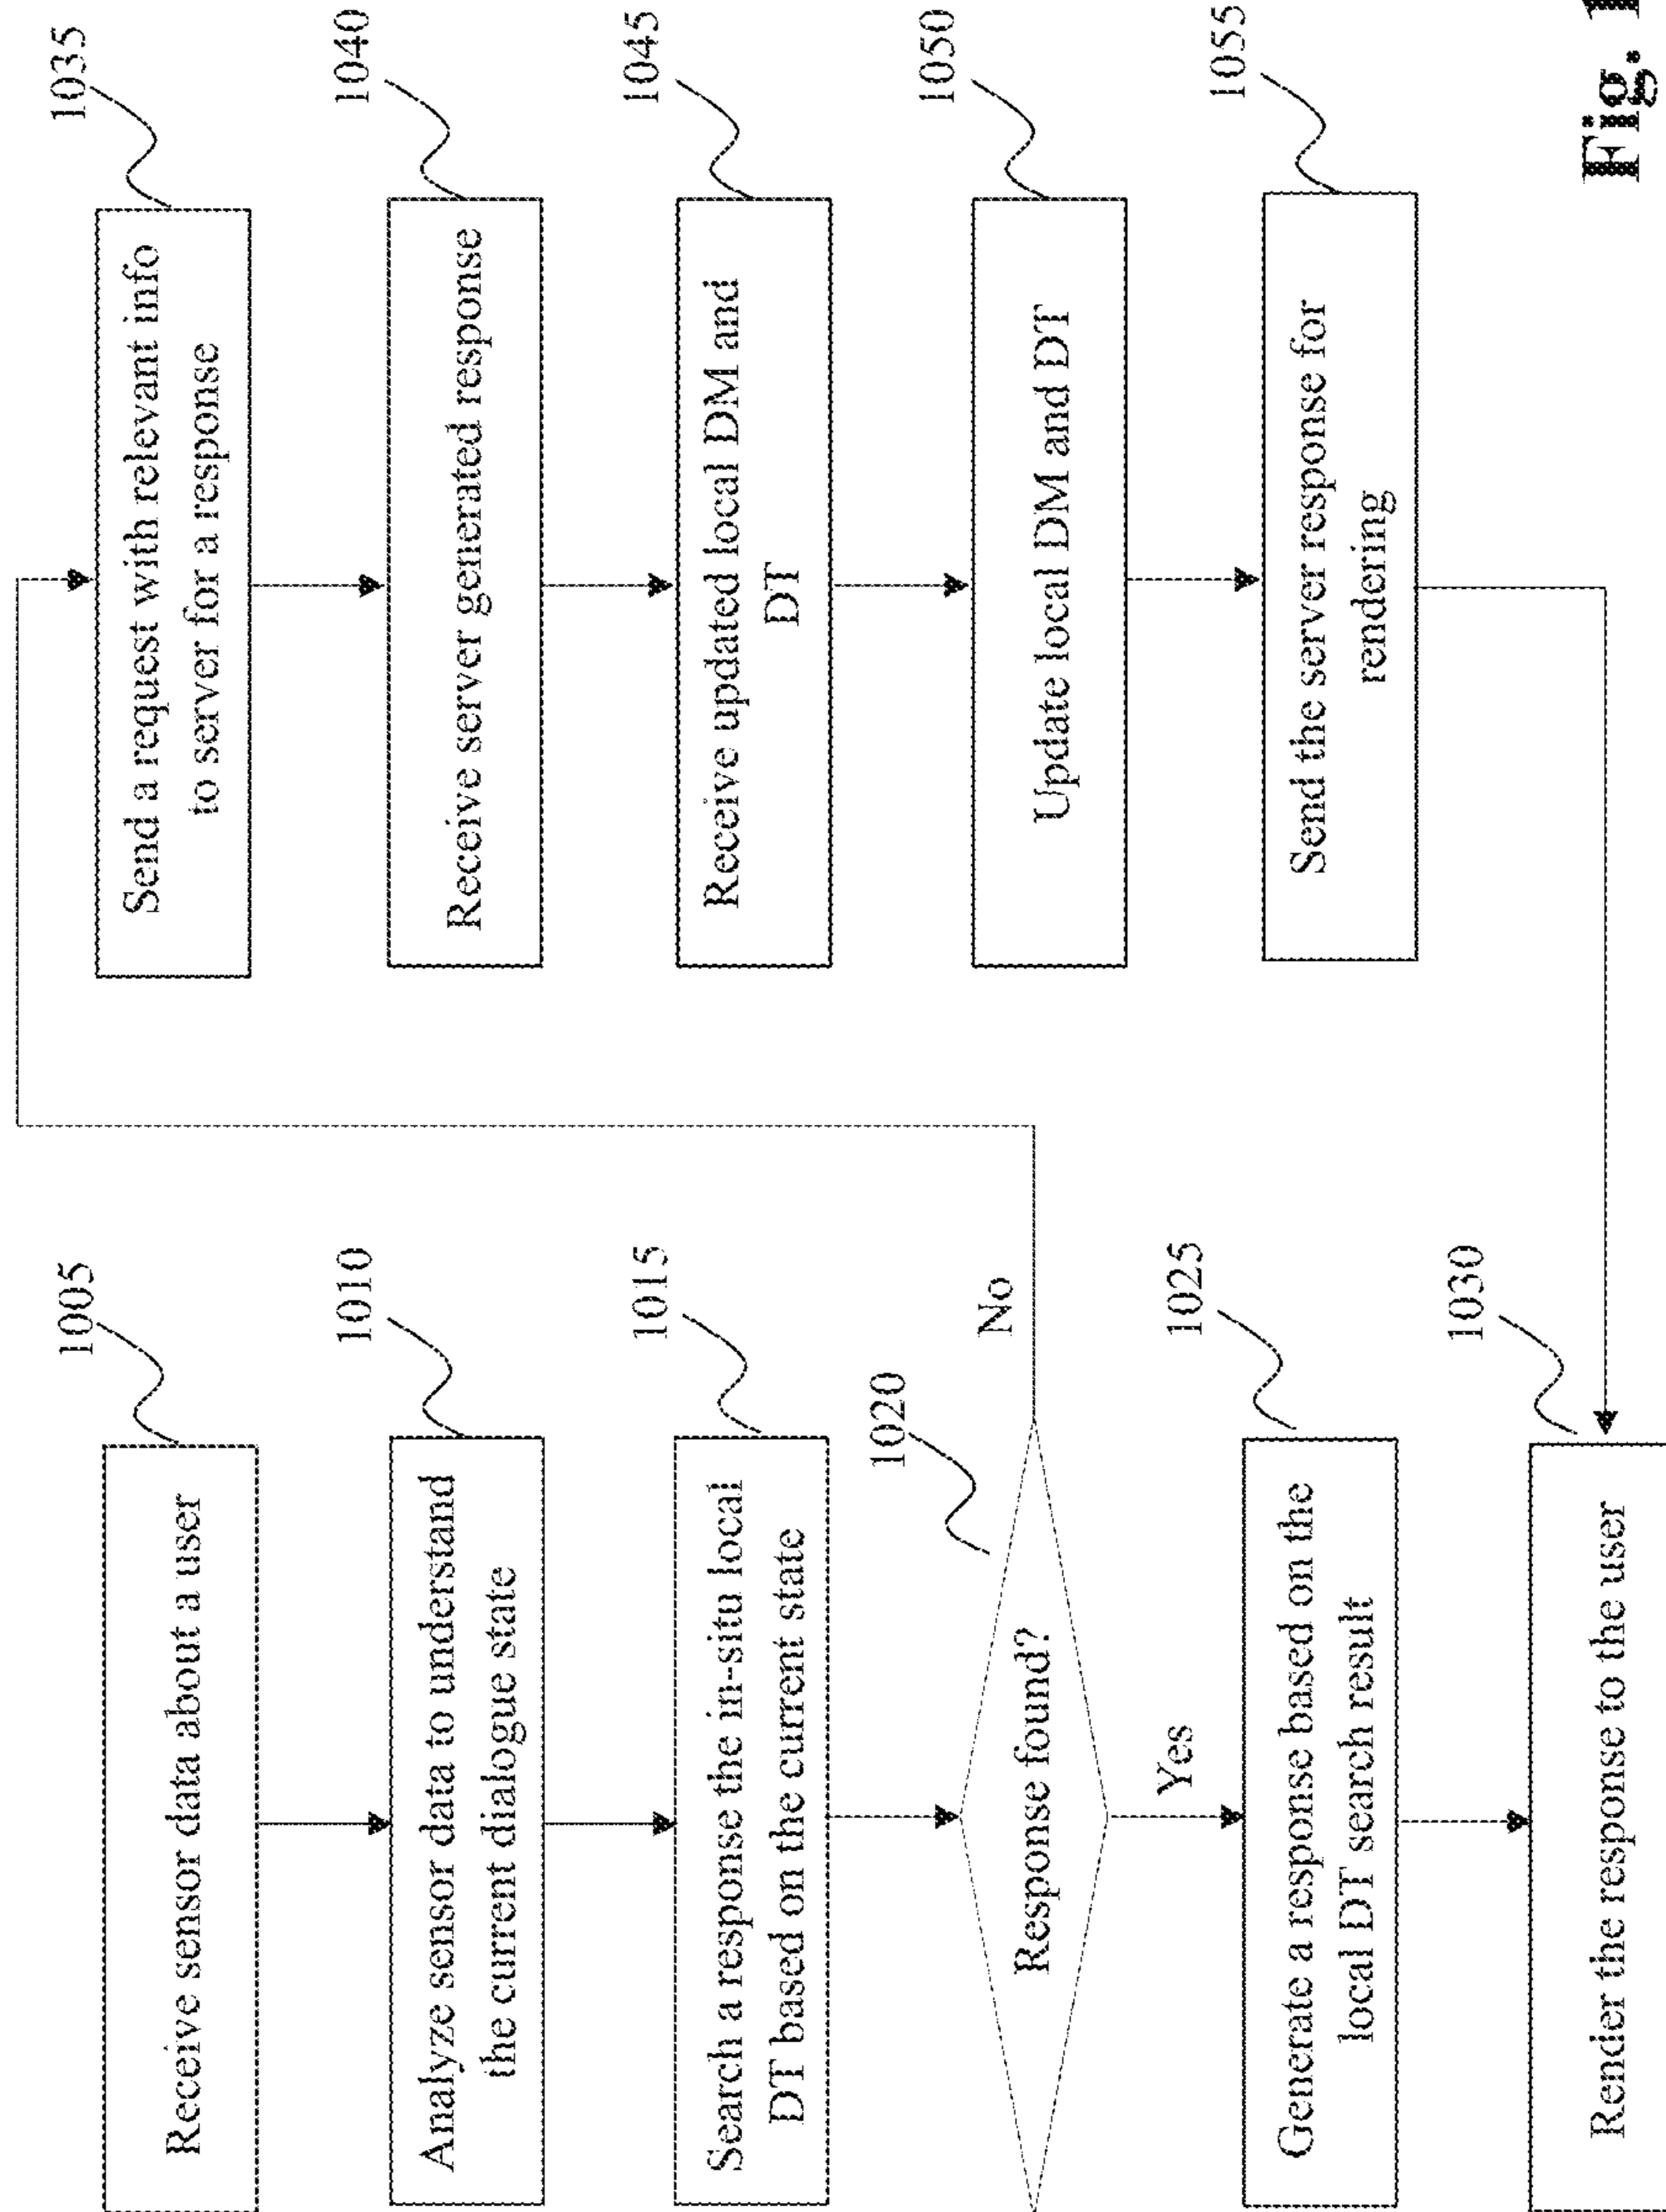 1005
Receive sensor data about a user
1010
Analyze sensor data to understand
the current dialogue state
1015
Search a response the in-situ local
DT based on the current state
1020
Response found?
No
Yes
1025
Generate a response based on the
local DT search result
1030
Render the response to the user
1035
Send a request with relevant info
to server for a response
1040
Receive server generated response
1045
Receive updated local DM and
DT
1050
Update local DM and DT
1055
Send the server response for
rendering
Fig.